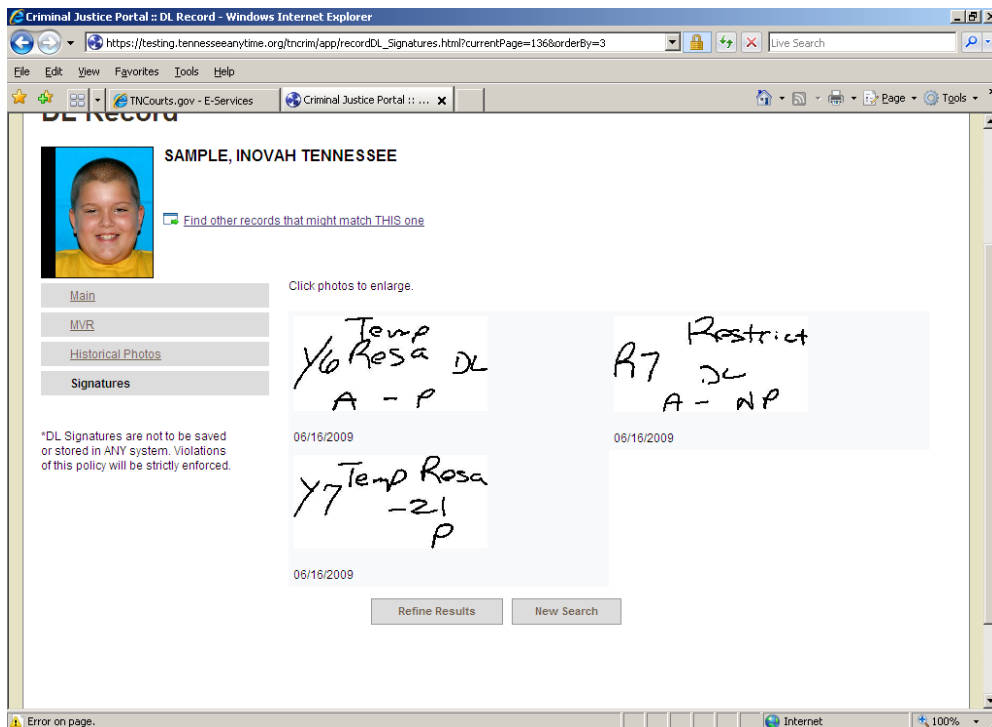 Criminal Justice Portal :: DL Record - Windows Internet Explorer
https://testing.tennesseeanytime.org/tncrim/app/recordDL_Signatures.html?currentPage=136&orderBy=3
Live Search
File Edit View Favorites Tools Help
TNCourts.gov - E-Services
Criminal Justice Portal :: ...
Page Tools
DL Record
SAMPLE, INOVAH TENNESSEE
Find other records that might match THIS one
Main
MVR
Historical Photos
Signatures
*DL Signatures are not to be saved
or stored in ANY system. Violations
of this policy will be strictly enforced.
Click photos to enlarge.
Temp
Y6 Resa DL
A - P
06/16/2009
Restrict
R7 DL
A - NP
06/16/2009
Temp Rosa
Y7 -21
P
06/16/2009
Refine Results New Search
Error on page.
Internet
100%